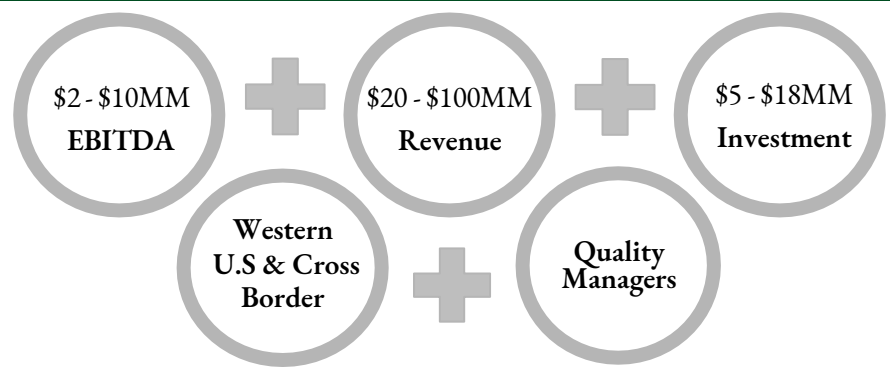 $2 - $10MM
EBITDA
$20 - $100MM
Revenue
$5 - $18MM
Investment
Western
U.S & Cross
Border
Quality
Managers